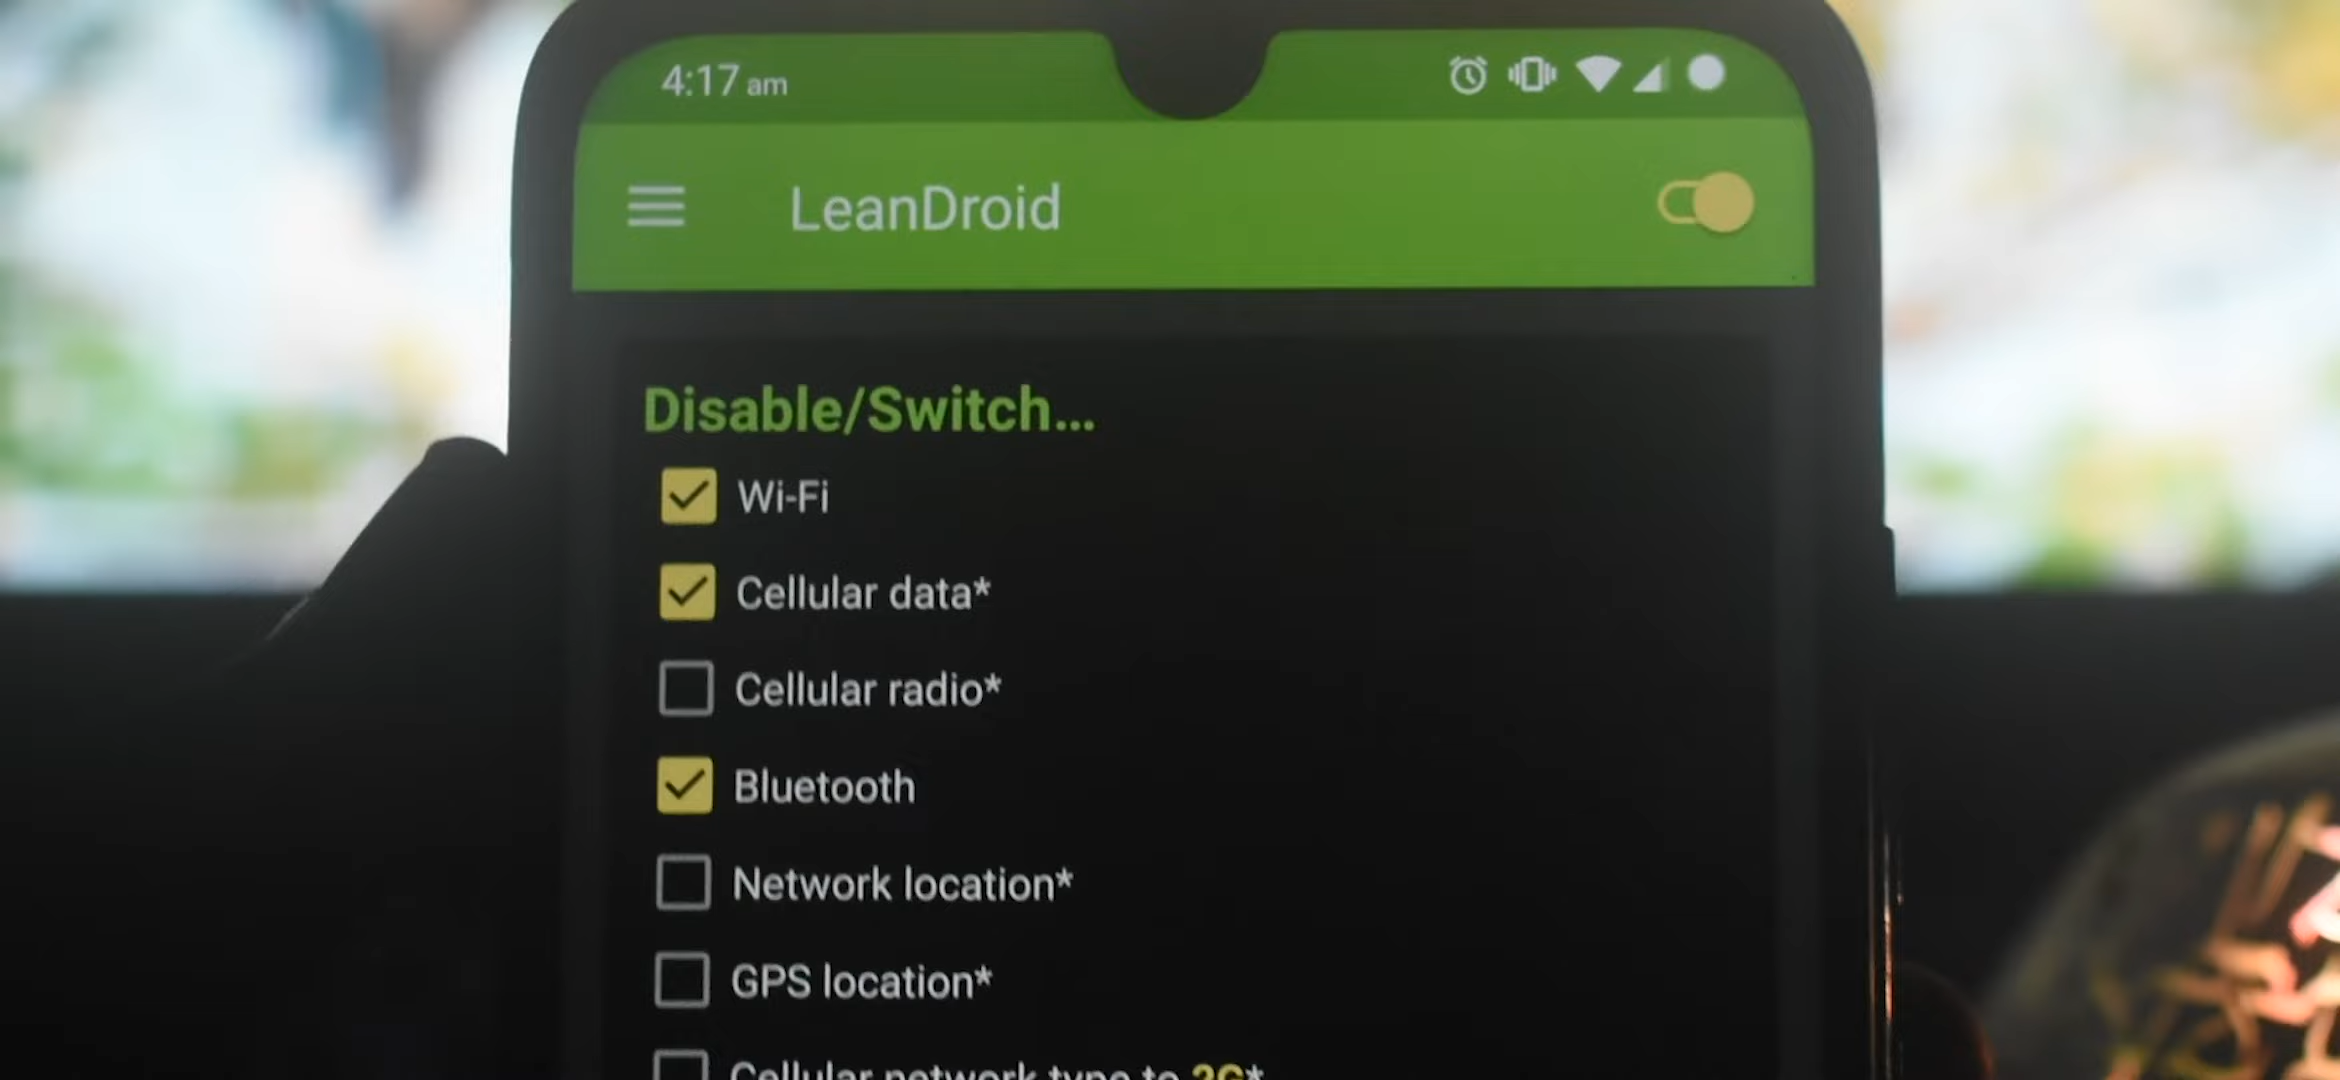 4:17 am
LeanDroid
Disable/Switch...
Wi-Fi
Cellular data*
Cellular radio*
Bluetooth
Network location*
GPS location*
Cellular network type to 2G*